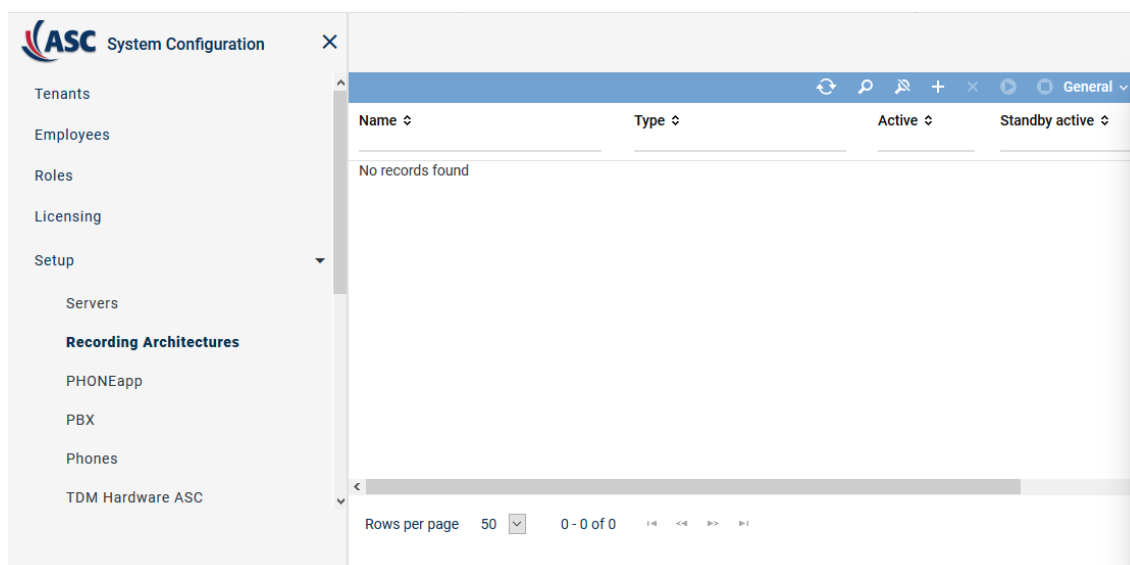 ASC System Configuration
Tenants
Employees
Roles
Licensing
Setup
Servers
Recording Architectures
PHONEapp
PBX
Phones
TDM Hardware ASC
General
Name Type Active Standby active
No records found
Rows per page 50 0 - 0 of 0